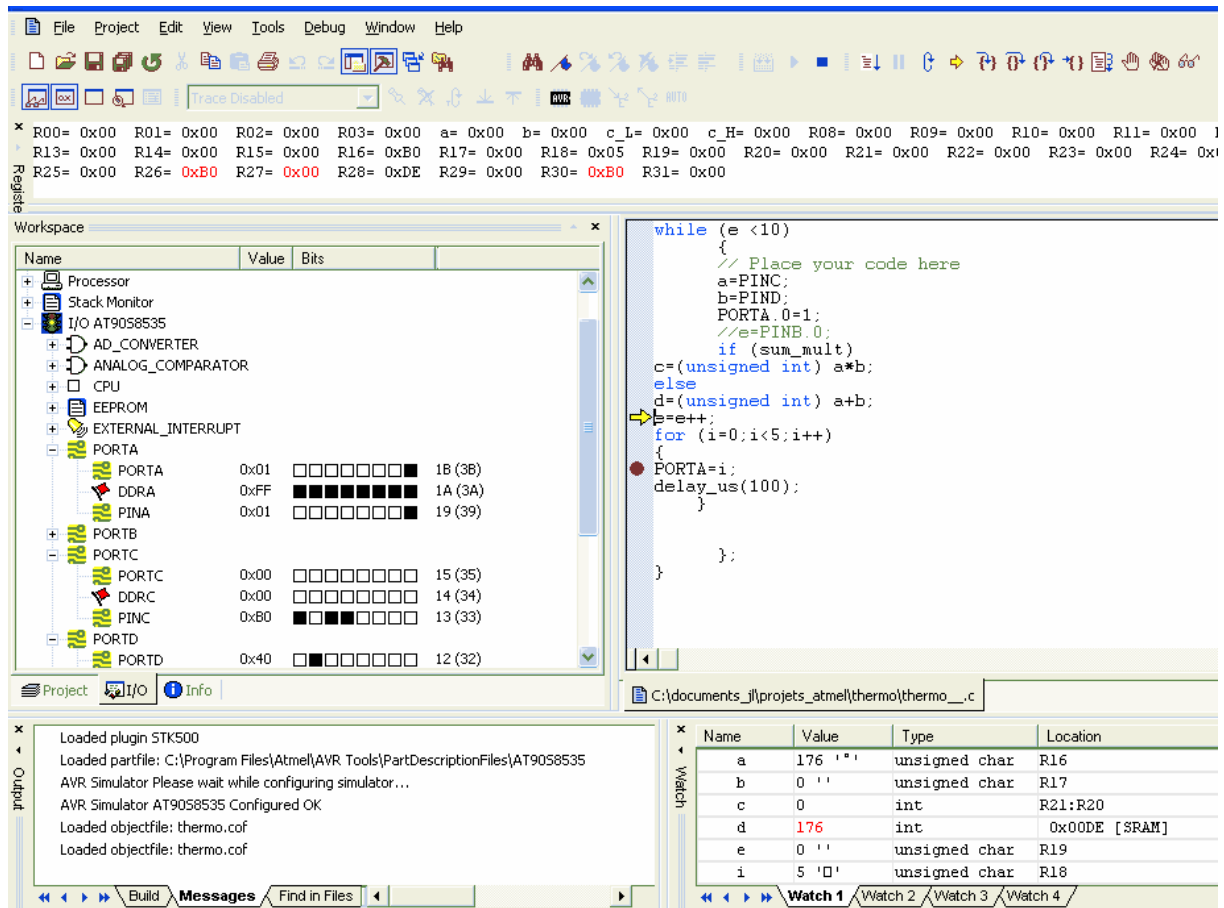 File Project Edit View Tools Debug Window Help
Trace Disabled
AVR
AUTO
R00= 0x00 R01= 0x00 R02= 0x00 R03= 0x00 a= 0x00 b= 0x00 c_L= 0x00 c_H= 0x00 R08= 0x00 R09= 0x00 R10= 0x00 R11= 0x00
R13= 0x00 R14= 0x00 R15= 0x00 R16= 0xB0 R17= 0x00 R18= 0x05 R19= 0x00 R20= 0x00 R21= 0x00 R22= 0x00 R23= 0x00 R24= 0x
R25= 0x00 R26= 0xB0 R27= 0x00 R28= 0xDE R29= 0x00 R30= 0xB0 R31= 0x00
Registe
Workspace
Name Value Bits
Processor
Stack Monitor
I/O AT90S8535
AD_CONVERTER
ANALOG_COMPARATOR
CPU
EEPROM
EXTERNAL_INTERRUPT
PORTA
PORTA 0x01 1B (3B)
DDRA 0xFF 1A (3A)
PINA 0x01 19 (39)
PORTB
PORTC
PORTC 0x00 15 (35)
DDRC 0x00 14 (34)
PINC 0xB0 13 (33)
PORTD
PORTD 0x40 12 (32)
Project I/O Info
while (e <10)
{
// Place your code here
a=PINC;
b=PIND;
PORTA.0=1;
//e=PINB.0;
if (sum_mult)
c=(unsigned int) a*b;
else
d=(unsigned int) a+b;
e=e++;
for (i=0;i<5;i++)
{
PORTA=i;
delay_us(100);
}
};
}
C:\documents_jl\projets_atmel\thermo\thermo__.c
Output
Loaded plugin STK500
Loaded partfile: C:\Program Files\Atmel\AVR Tools\PartDescriptionFiles\AT90S8535
AVR Simulator Please wait while configuring simulator...
AVR Simulator AT90S8535 Configured OK
Loaded objectfile: thermo.cof
Loaded objectfile: thermo.cof
Build Messages Find in Files
Watch
Name Value Type Location
a 176 '°' unsigned char R16
b 0 '' unsigned char R17
c 0 int R21:R20
d 176 int 0x00DE [SRAM]
e 0 '' unsigned char R19
i 5 '□' unsigned char R18
Watch 1 Watch 2 Watch 3 Watch 4